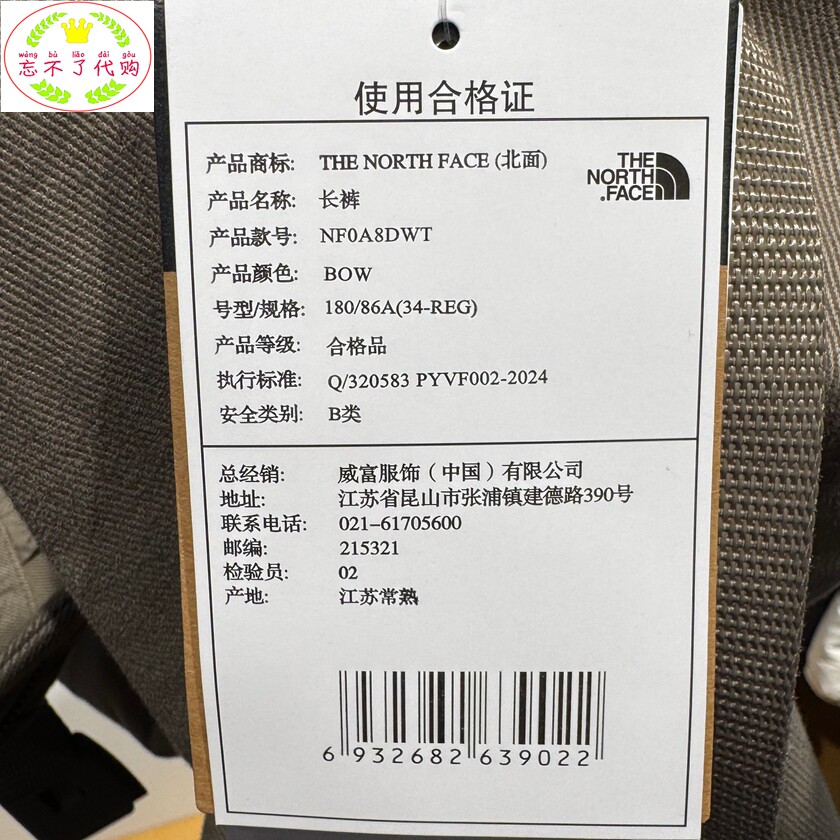 wàng bù liǎo dài gòu
忘不了代购
使用合格证
产品商标: THE NORTH FACE (北面)
THE
NORTH
FACE
产品名称: 长裤
产品款号: NF0A8DWT
产品颜色: BOW
号型/规格: 180/86A(34-REG)
产品等级: 合格品
执行标准: Q/320583 PYVF002-2024
安全类别: B类
总经销: 威富服饰（中国）有限公司
地址: 江苏省昆山市张浦镇建德路390号
联系电话: 021-61705600
邮编: 215321
检验员: 02
产地: 江苏常熟
6 932682 639022